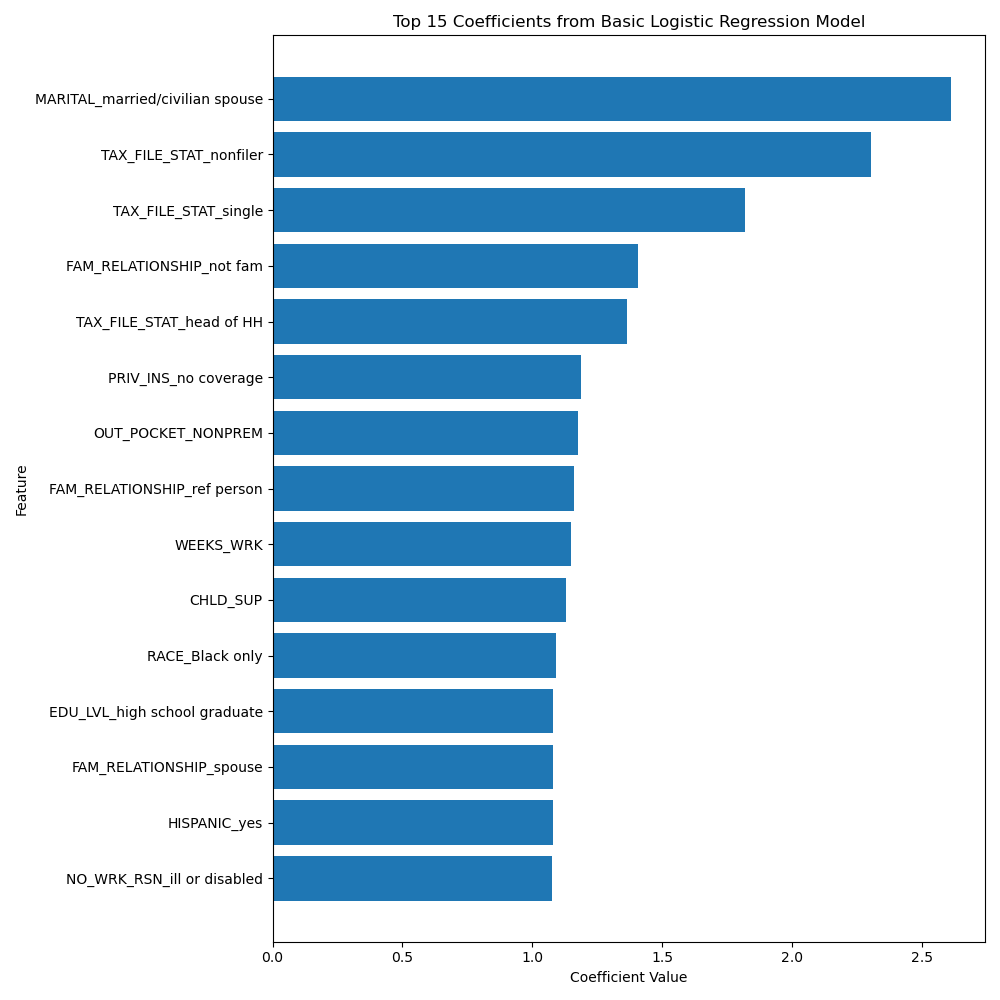 Top 15 Coefficients from Basic Logistic Regression Model
MARITAL_married/civilian spouse
TAX_FILE_STAT_nonfiler
TAX_FILE_STAT_single
FAM_RELATIONSHIP_not fam
TAX_FILE_STAT_head of HH
PRIV_INS_no coverage
OUT_POCKET_NONPREM
FAM_RELATIONSHIP_ref person
WEEKS_WRK
CHLD_SUP
RACE_Black only
EDU_LVL_high school graduate
FAM_RELATIONSHIP_spouse
HISPANIC_yes
NO_WRK_RSN_ill or disabled
Feature
0.0 0.5 1.0 1.5 2.0 2.5
Coefficient Value